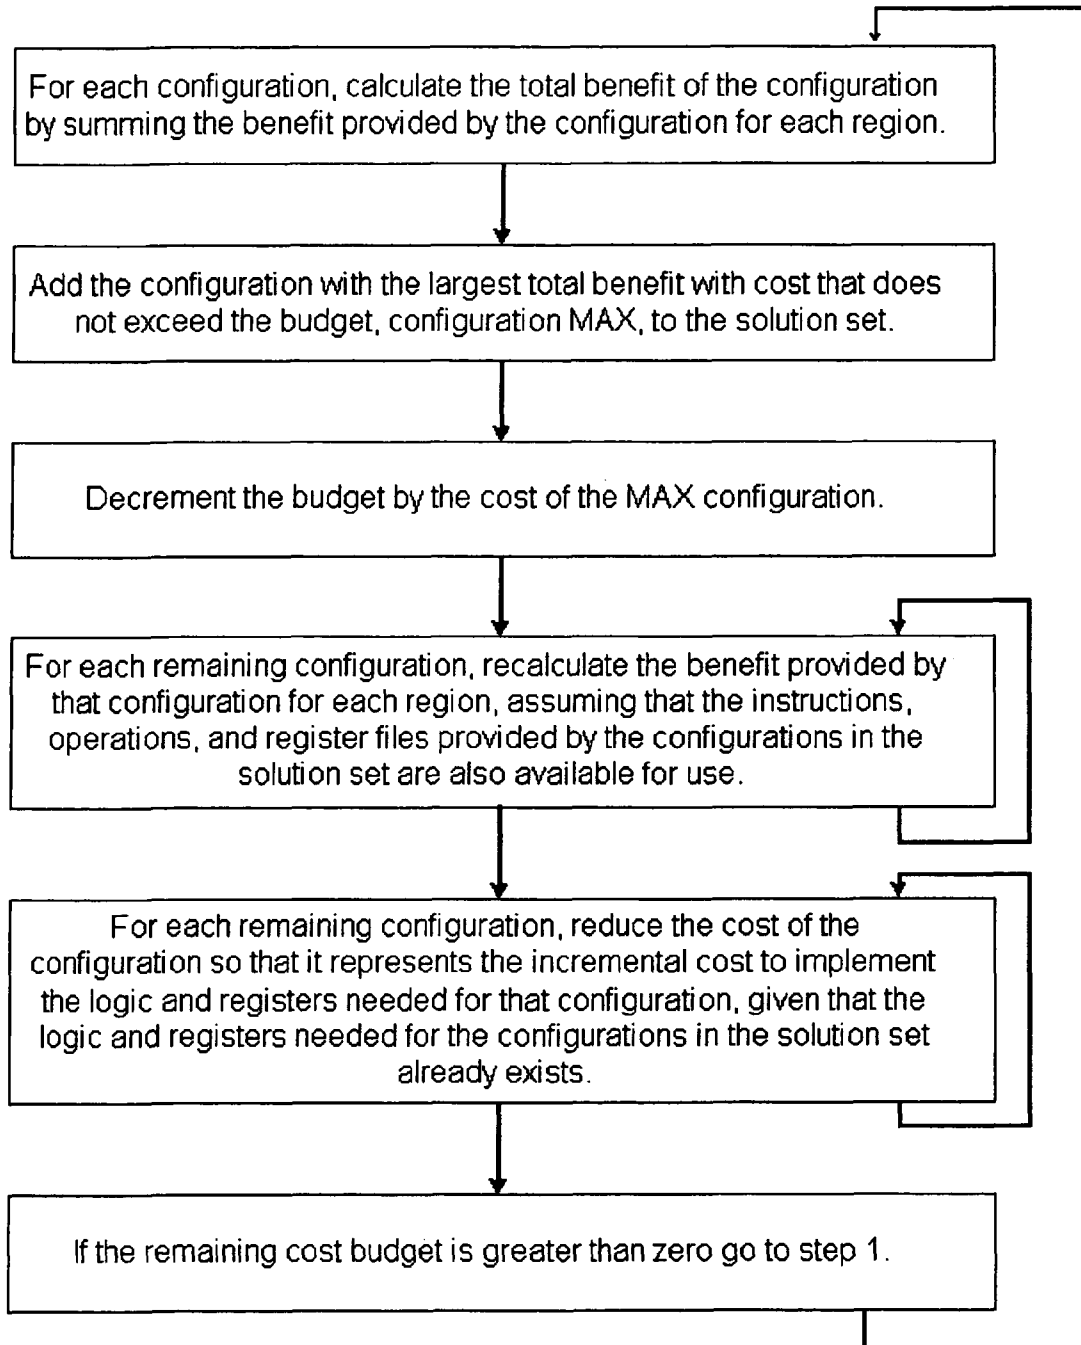 For each configuration, calculate the total benefit of the configuration
by summing the benefit provided by the configuration for each region.
Add the configuration with the largest total benefit with cost that does
not exceed the budget, configuration MAX, to the solution set.
Decrement the budget by the cost of the MAX configuration.
For each remaining configuration, recalculate the benefit provided by
that configuration for each region, assuming that the instructions,
operations, and register files provided by the configurations in the
solution set are also available for use.
For each remaining configuration, reduce the cost of the
configuration so that it represents the incremental cost to implement
the logic and registers needed for that configuration, given that the
logic and registers needed for the configurations in the solution set
already exists.
If the remaining cost budget is greater than zero go to step 1.